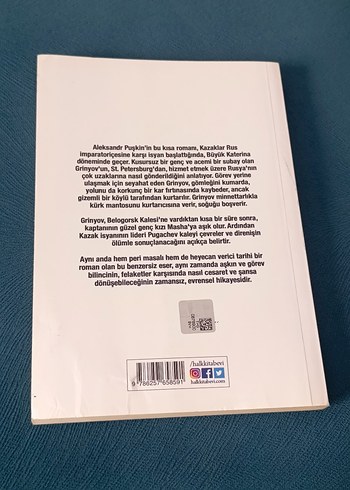 Aleksandr Puşkin'in bu kısa romanı, Kazaklar Rus
imparatoriçesine karşı isyan başlattığında, Büyük Katerina
döneminde geçer. Kusursuz bir genç ve acemi bir subay olan
Grinyov'un, St. Petersburg'dan, hizmet etmek üzere Rusya'nın
çok uzaklarına nasıl gönderildiğini anlatıyor. Görev yerine
ulaşmak için seyahat eden Grinyov, gömleğini kumarda,
yolunu da korkunç bir kar fırtınasında kaybeder, ancak
gizemli bir köylü tarafından kurtarılır. Grinyov minnettarlıkla
kürk mantosunu kurtarıcısına verir, soğuğu boşverir.
Grinyov, Belogorsk Kalesi'ne vardıktan kısa bir süre sonra,
kaptanının güzel genç kızı Masha'ya aşık olur. Ardından
Kazak isyanının lideri Pugachev kaleyi çevreler ve direnişin
ölümle sonuçlanacağını açıkça belirtir.
Aynı anda hem peri masalı hem de heyecan verici tarihi bir
roman olan bu benzersiz eser, aynı zamanda aşkın ve görev
bilincinin, felaketler karşısında nasıl cesaret ve şansa
dönüşebileceğinin zamansız, evrensel hikayesidir.
/halkkitabevi
halkkitabevi.com
9 786257 658591